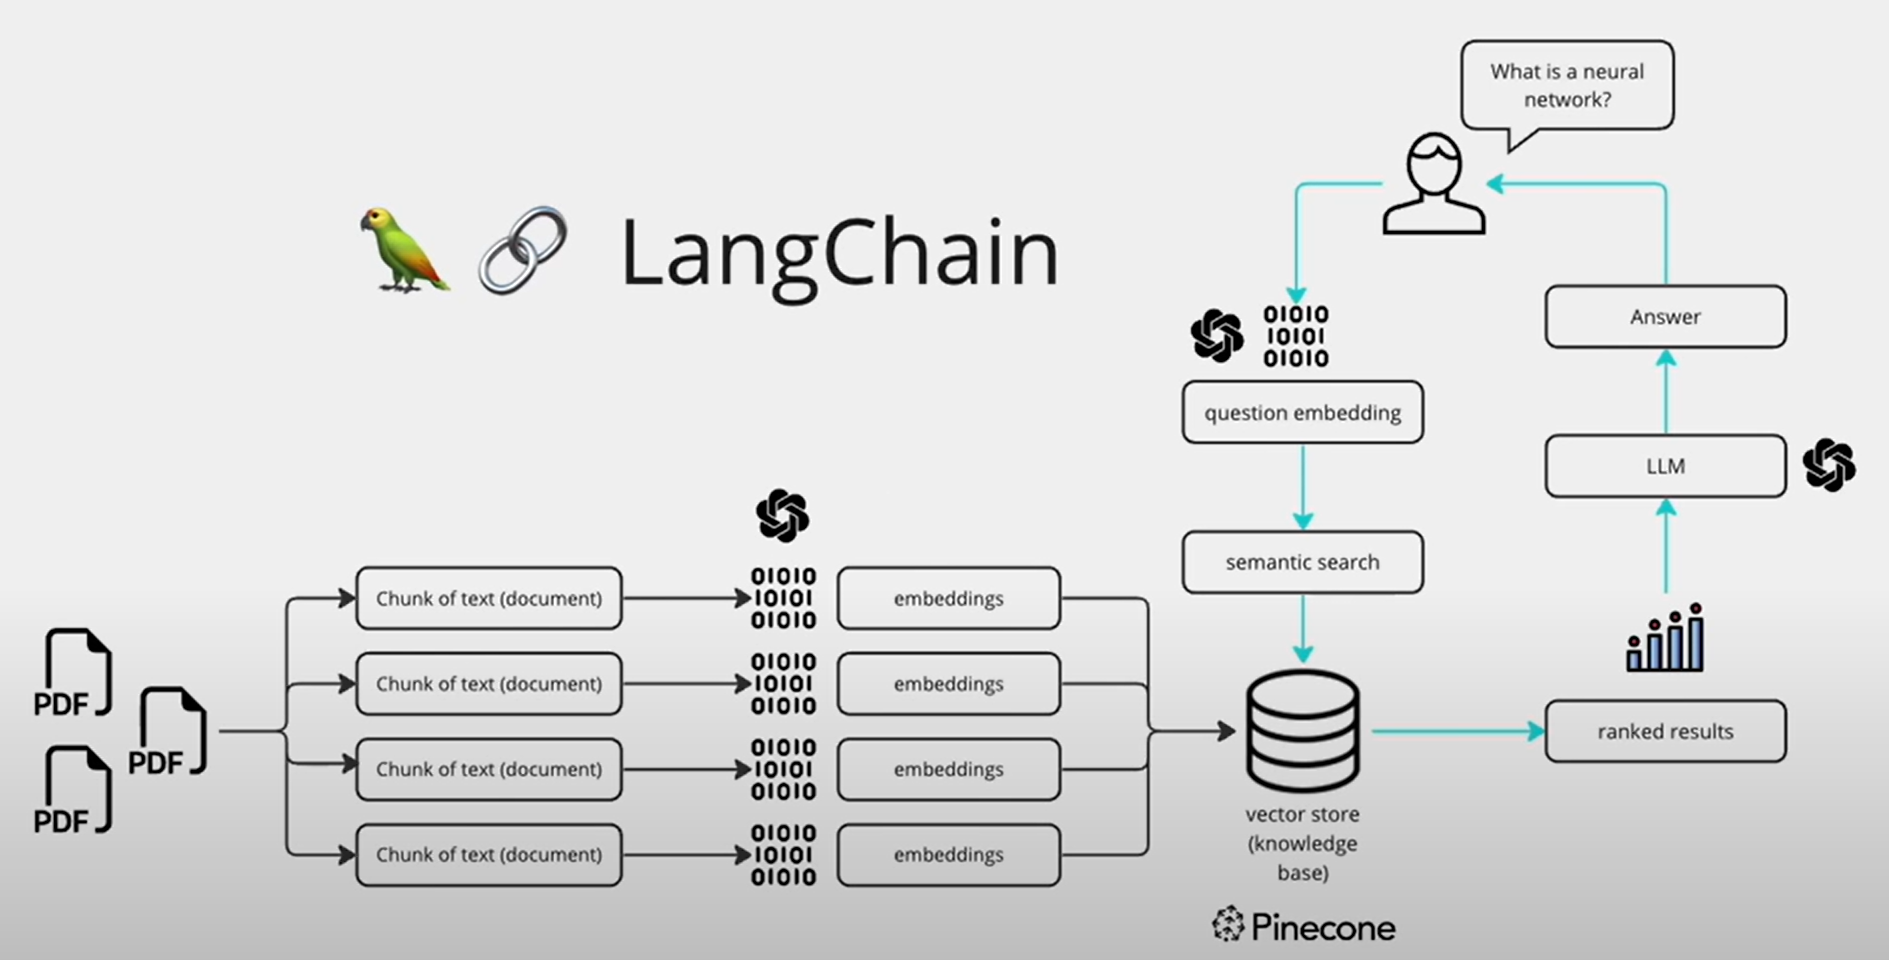 What is a neural
network?
LangChain
01010
10101
01010
question embedding
semantic search
Answer
LLM
PDF
PDF
PDF
Chunk of text (document)
01010
10101
01010
embeddings
Chunk of text (document)
01010
10101
01010
embeddings
Chunk of text (document)
01010
10101
01010
embeddings
Chunk of text (document)
01010
10101
01010
embeddings
vector store
(knowledge
base)
Pinecone
ranked results